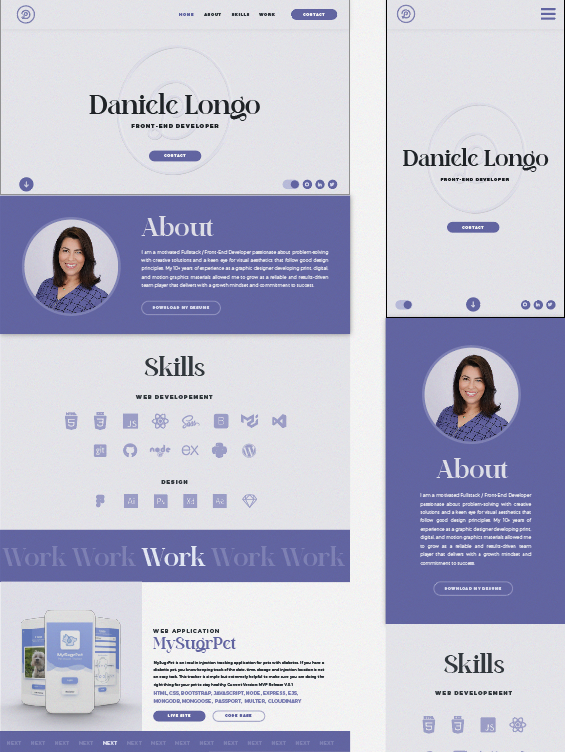 HOME ABOUT SKILLS WORK CONTACT
Daniele Longo
FRONT-END DEVELOPER
CONTACT
About
I am a motivated Fullstack / Front-End Developer passionate about problem-solving
with creative solutions and a keen eye for visual aesthetics that follow good design
principles. My 10+ years of experience as a graphic designer developing print, digital,
and motion graphics materials allowed me to grow as a reliable and results-driven
team player that delivers with a growth mindset and commitment to success.
DOWNLOAD MY RESUME
Skills
WEB DEVELOPEMENT
5 3 JS Sass B
git node EX
DESIGN
Ai Ps Xd Ae
Work Work Work Work Work
MySugrPet
WEB APPLICATION
MySugrPet
MySugrPet is an insulin injection tracking application for pets with diabetes. If you have a
diabetic pet, you know keeping track of the date, time, dosage and injection location is not
an easy task. This tracker is simple but extremely helpful to make sure you are doing the
right thing for your pet to stay healthy. Current Version: MVP Release V.0.1
HTML, CSS, BOOTSTRAP, JAVASCRIPT, NODE, EXPRESS, EJS,
MONGODB, MONGOOSE, PASSPORT, MULTER, CLOUDINARY
LIVE SITE CODE BASE
NEXT NEXT NEXT NEXT NEXT NEXT NEXT NEXT NEXT NEXT NEXT NEXT NEXT NEXT
Daniele Longo
FRONT-END DEVELOPER
CONTACT
About
I am a motivated Fullstack / Front-End Developer
passionate about problem-solving with creative
solutions and a keen eye for visual aesthetics that
follow good design principles. My 10+ years of
experience as a graphic designer developing print,
digital, and motion graphics materials allowed me
to grow as a reliable and results-driven team
player that delivers with a growth mindset and
commitment to success.
DOWNLOAD MY RESUME
Skills
WEB DEVELOPEMENT
5 3 JS